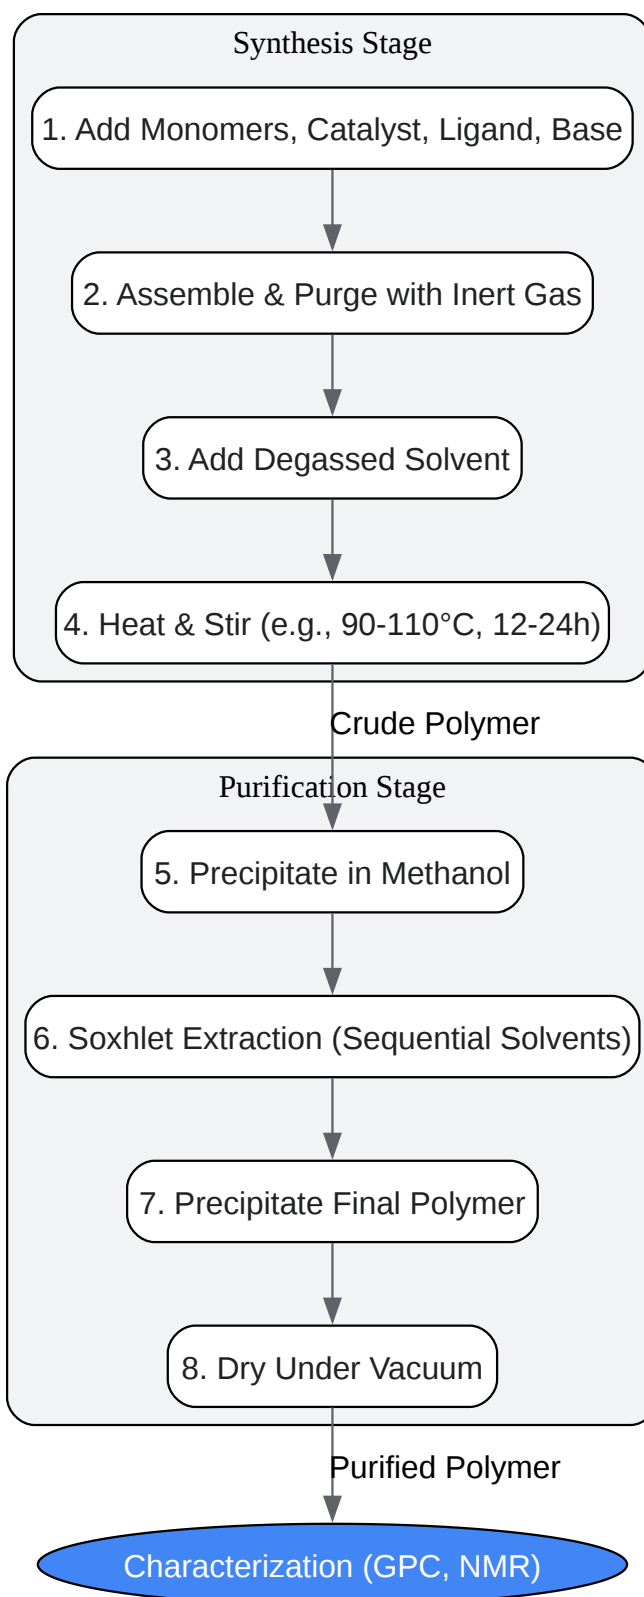 Synthesis Stage
1. Add Monomers, Catalyst, Ligand, Base
2. Assemble & Purge with Inert Gas
3. Add Degassed Solvent
4. Heat & Stir (e.g., 90-110°C, 12-24h)
Crude Polymer
Purification Stage
5. Precipitate in Methanol
6. Soxhlet Extraction (Sequential Solvents)
7. Precipitate Final Polymer
8. Dry Under Vacuum
Purified Polymer
Characterization (GPC, NMR)